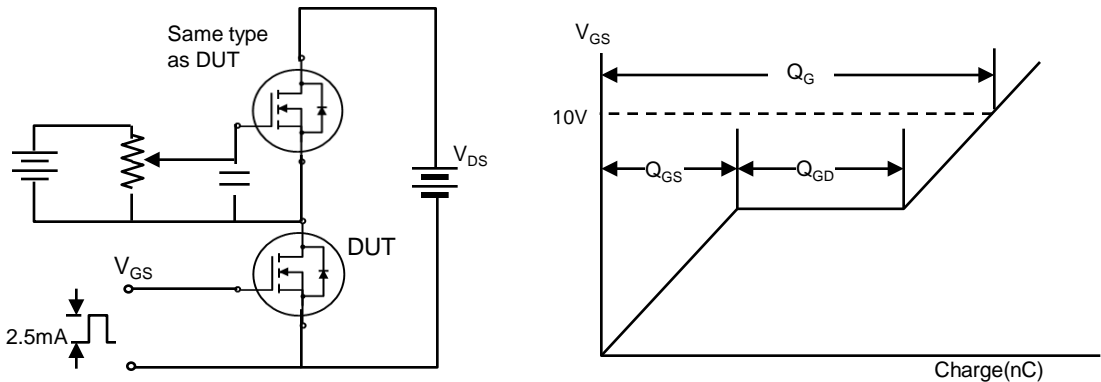 Same type
as DUT
V_DS
DUT
V_GS
2.5mA
V_GS
Q_G
10V
Q_GS
Q_GD
Charge(nC)